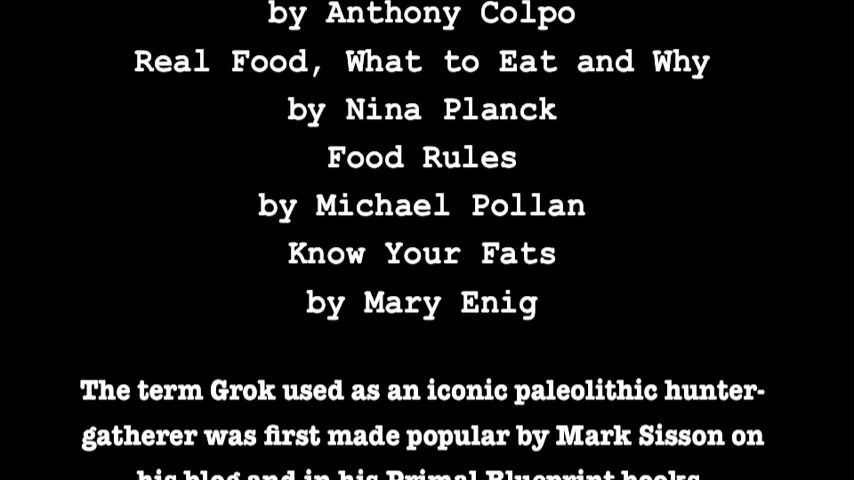 by Anthony Colpo
Real Food, What to Eat and Why
by Nina Planck
Food Rules
by Michael Pollan
Know Your Fats
by Mary Enig
The term Grok used as an iconic paleolithic hunter-
gatherer was first made popular by Mark Sisson on
his blog and in his Primal Blueprint books